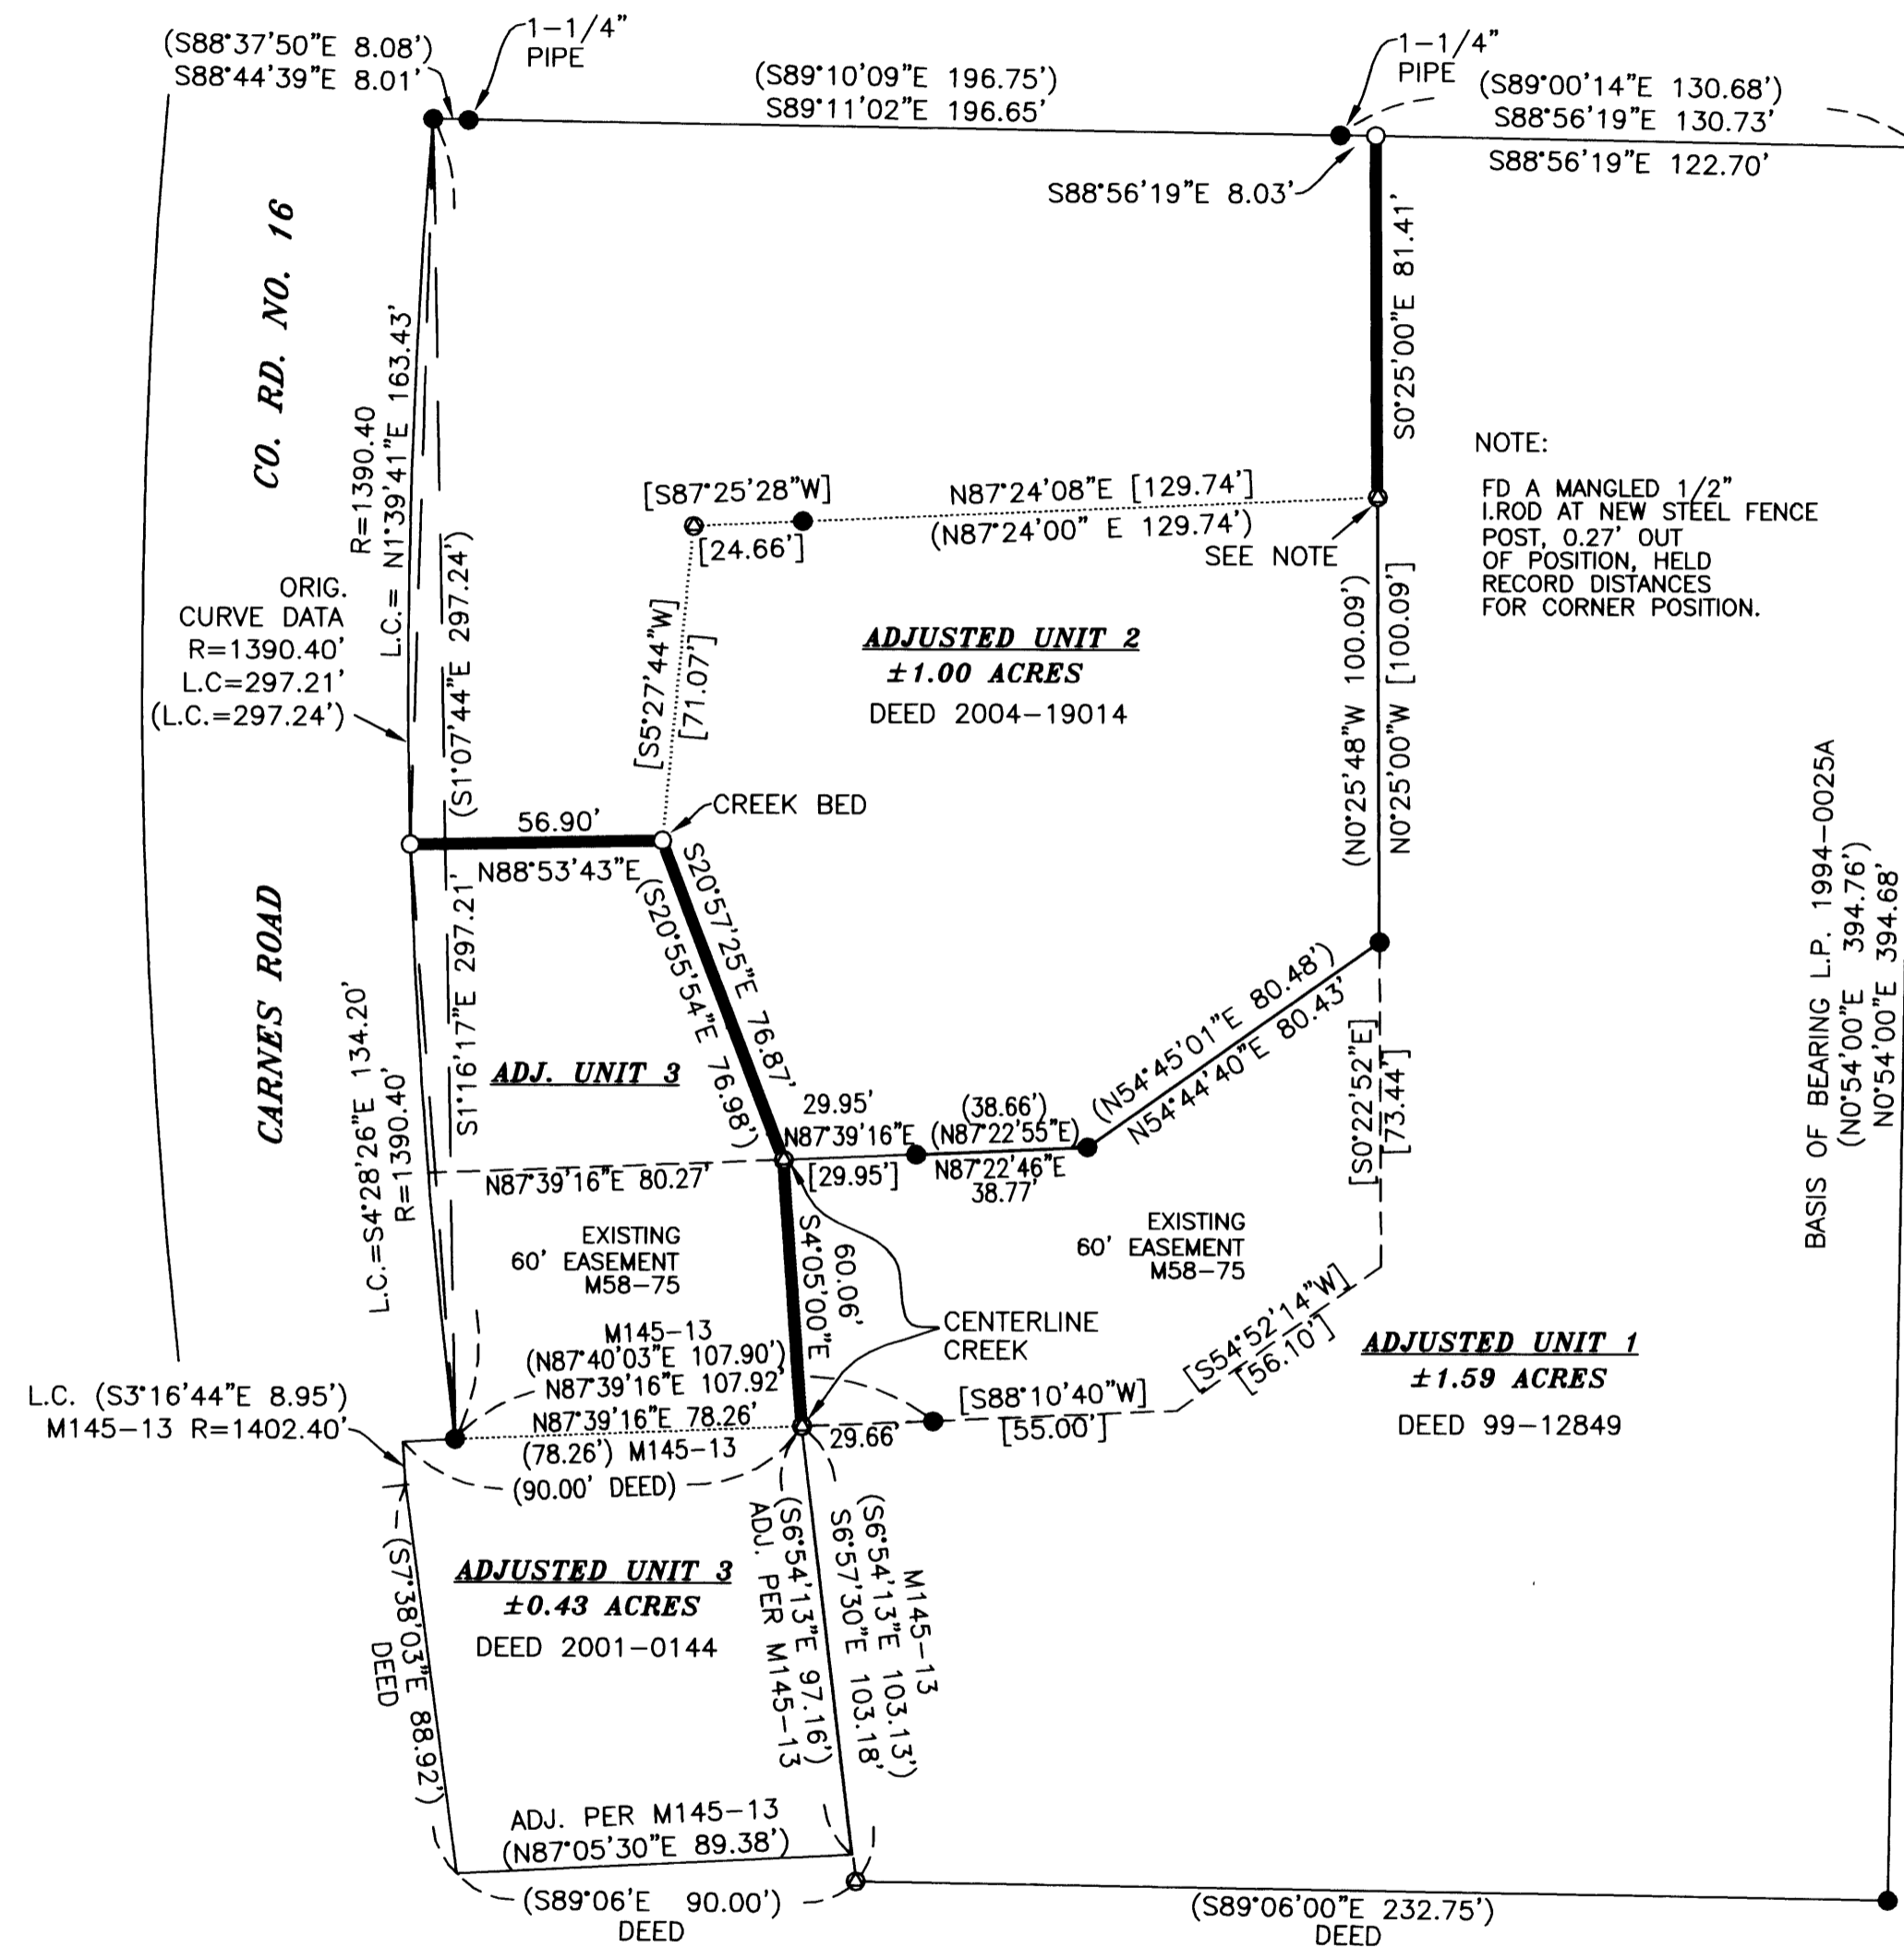 (S88°37'50"E 8.08')
S88°44'39"E 8.01'
1-1/4"
PIPE
(S89°10'09"E 196.75')
S89°11'02"E 196.65'
1-1/4"
PIPE
(S89°00'14"E 130.68')
S88°56'19"E 130.73'
S88°56'19"E 122.70'
S88°56'19"E 8.03'
S0°25'00"E 81.41'
CO. RD. NO. 16
R=1390.40
L.C.= N1°39'41"E 163.43'
(S1°07'44"E 297.24')
ORIG.
CURVE DATA
R=1390.40'
L.C=297.21'
(L.C.=297.24')
[S87°25'28"W]
[24.66']
N87°24'08"E [129.74']
(N87°24'00" E 129.74')
SEE NOTE
NOTE:
FD A MANGLED 1/2"
I.ROD AT NEW STEEL FENCE
POST, 0.27' OUT
OF POSITION, HELD
RECORD DISTANCES
FOR CORNER POSITION.
[S5°27'44"W]
[71.07']
ADJUSTED UNIT 2
±1.00 ACRES
DEED 2004-19014
(N0°25'48"W 100.09')
N0°25'00"W [100.09']
CREEK BED
56.90'
N88°53'43"E
S20°57'25"E 76.87'
(S20°55'54"E 76.98')
CARNES ROAD
L.C.=S4°28'26"E 134.20'
R=1390.40'
S1°16'17"E 297.21'
ADJ. UNIT 3
29.95'
N87°39'16"E
[29.95']
(38.66')
(N87°22'55"E)
N87°22'46"E
38.77'
(N54°45'01"E 80.48')
N54°44'40"E 80.43'
[S0°22'52"E]
[73.44']
BASIS OF BEARING L.P. 1994-0025A
(N0°54'00"E 394.76')
N0°54'00"E 394.68'
N87°39'16"E 80.27'
EXISTING
60' EASEMENT
M58-75
S4°05'00"E
60.06'
EXISTING
60' EASEMENT
M58-75
CENTERLINE
CREEK
M145-13
(N87°40'03"E 107.90')
N87°39'16"E 107.92'
N87°39'16"E 78.26'
(78.26') M145-13
(90.00' DEED)
29.66'
[S88°10'40"W]
[55.00']
[S54°52'14"W]
[56.10']
ADJUSTED UNIT 1
±1.59 ACRES
DEED 99-12849
L.C. (S3°16'44"E 8.95')
M145-13 R=1402.40'
(S7°38'03"E 88.92')
DEED
ADJUSTED UNIT 3
±0.43 ACRES
DEED 2001-0144
(S6°54'13"E 97.16')
ADJ. PER M145-13
M145-13
(S6°54'13"E 103.13')
S6°57'30"E 103.18'
ADJ. PER M145-13
(N87°05'30"E 89.38')
(S89°06'E 90.00')
DEED
(S89°06'00"E 232.75')
DEED